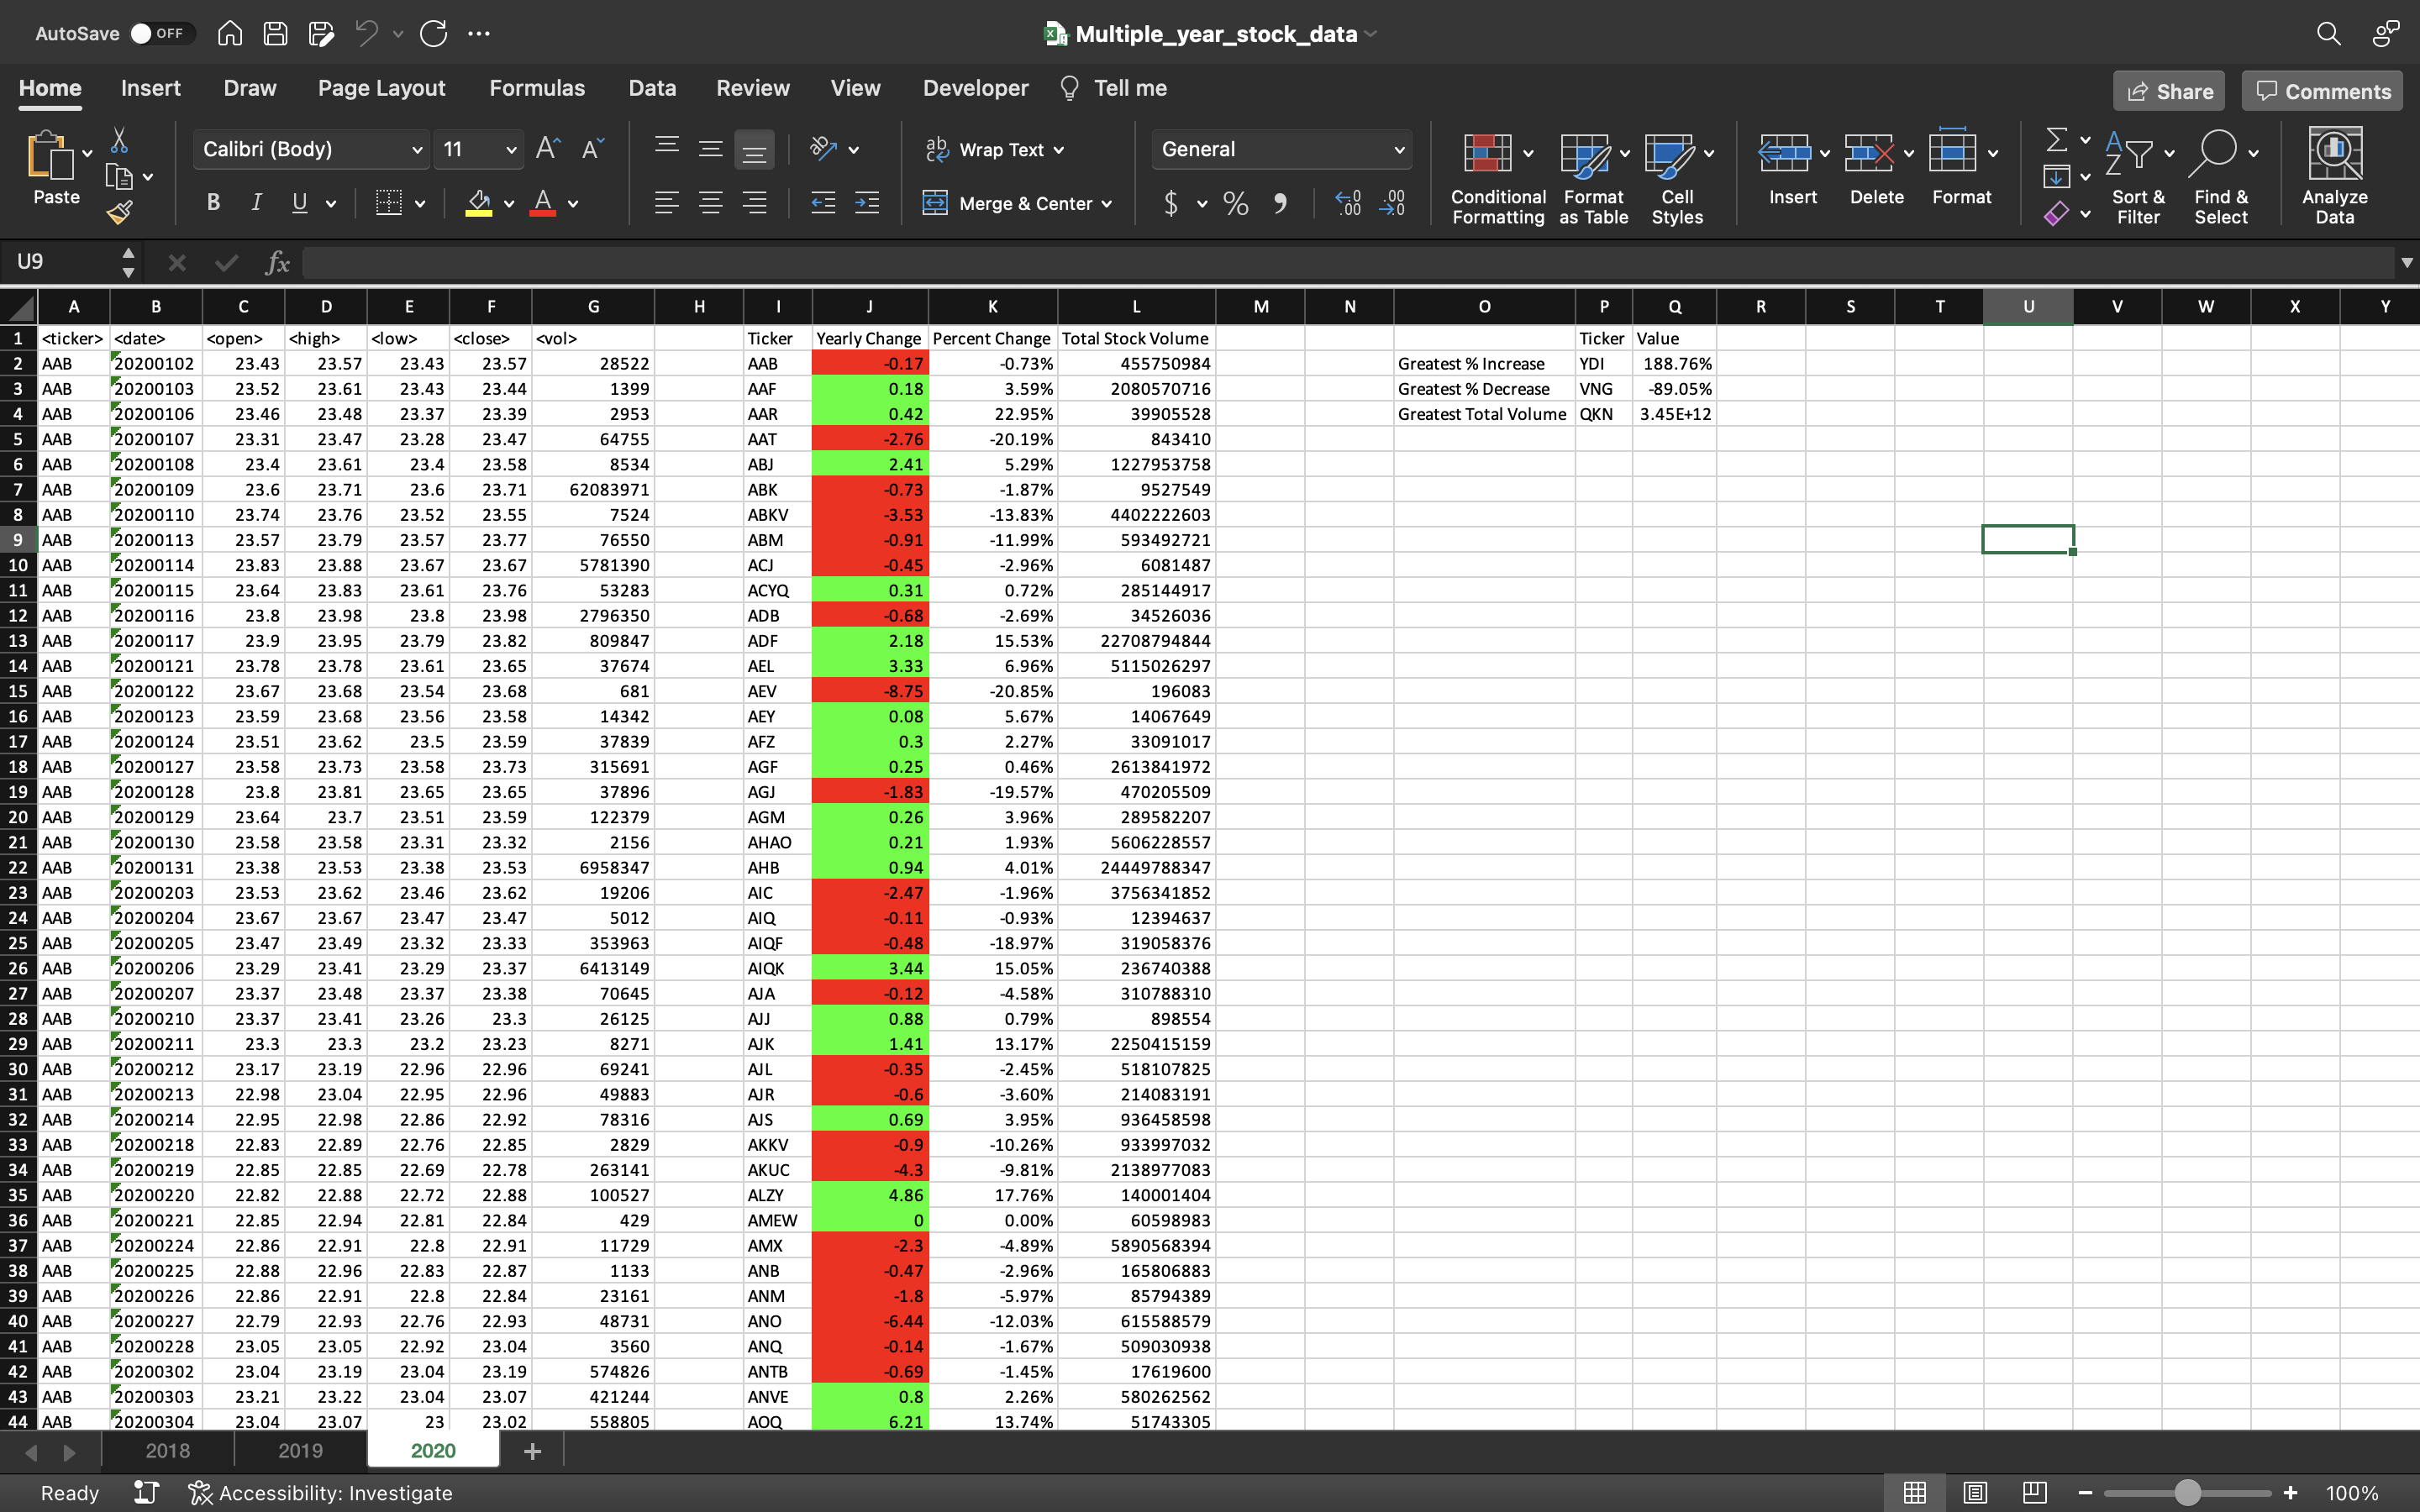 AutoSave OFF Multiple_year_stock_data
Home Insert Draw Page Layout Formulas Data Review View Developer Tell me Share Comments
Paste Calibri (Body) 11 A A ab c Wrap Text General Conditional Formatting Format as Table Cell Styles Insert Delete Format Sort & Filter Find & Select Analyze Data
B I U A Merge & Center $ % , .00 .0
U9 fx
A B C D E F G H I J K L M N O P Q R S T U V W X Y
1 <ticker> <date> <open> <high> <low> <close> <vol> Ticker Yearly Change Percent Change Total Stock Volume Ticker Value
2 AAB 20200102 23.43 23.57 23.43 23.57 28522 AAB -0.17 -0.73% 455750984 Greatest % Increase YDI 188.76%
3 AAB 20200103 23.52 23.61 23.43 23.44 1399 AAF 0.18 3.59% 2080570716 Greatest % Decrease VNG -89.05%
4 AAB 20200106 23.46 23.48 23.37 23.39 2953 AAR 0.42 22.95% 39905528 Greatest Total Volume QKN 3.45E+12
5 AAB 20200107 23.31 23.47 23.28 23.47 64755 AAT -2.76 -20.19% 843410
6 AAB 20200108 23.4 23.61 23.4 23.58 8534 ABJ 2.41 5.29% 1227953758
7 AAB 20200109 23.6 23.71 23.6 23.71 62083971 ABK -0.73 -1.87% 9527549
8 AAB 20200110 23.74 23.76 23.52 23.55 7524 ABKV -3.53 -13.83% 4402222603
9 AAB 20200113 23.57 23.79 23.57 23.77 76550 ABM -0.91 -11.99% 593492721
10 AAB 20200114 23.83 23.88 23.67 23.67 5781390 ACJ -0.45 -2.96% 6081487
11 AAB 20200115 23.64 23.83 23.61 23.76 53283 ACYQ 0.31 0.72% 285144917
12 AAB 20200116 23.8 23.98 23.8 23.98 2796350 ADB -0.68 -2.69% 34526036
13 AAB 20200117 23.9 23.95 23.79 23.82 809847 ADF 2.18 15.53% 22708794844
14 AAB 20200121 23.78 23.78 23.61 23.65 37674 AEL 3.33 6.96% 5115026297
15 AAB 20200122 23.67 23.68 23.54 23.68 681 AEV -8.75 -20.85% 196083
16 AAB 20200123 23.59 23.68 23.56 23.58 14342 AEY 0.08 5.67% 14067649
17 AAB 20200124 23.51 23.62 23.5 23.59 37839 AFZ 0.3 2.27% 33091017
18 AAB 20200127 23.58 23.73 23.58 23.73 315691 AGF 0.25 0.46% 2613841972
19 AAB 20200128 23.8 23.81 23.65 23.65 37896 AGJ -1.83 -19.57% 470205509
20 AAB 20200129 23.64 23.7 23.51 23.59 122379 AGM 0.26 3.96% 289582207
21 AAB 20200130 23.58 23.58 23.31 23.32 2156 AHAO 0.21 1.93% 5606228557
22 AAB 20200131 23.38 23.53 23.38 23.53 6958347 AHB 0.94 4.01% 24449788347
23 AAB 20200203 23.53 23.62 23.46 23.62 19206 AIC -2.47 -1.96% 3756341852
24 AAB 20200204 23.67 23.67 23.47 23.47 5012 AIQ -0.11 -0.93% 12394637
25 AAB 20200205 23.47 23.49 23.32 23.33 353963 AIQF -0.48 -18.97% 319058376
26 AAB 20200206 23.29 23.41 23.29 23.37 6413149 AIQK 3.44 15.05% 236740388
27 AAB 20200207 23.37 23.48 23.37 23.38 70645 AJA -0.12 -4.58% 310788310
28 AAB 20200210 23.37 23.41 23.26 23.3 26125 AJJ 0.88 0.79% 898554
29 AAB 20200211 23.3 23.3 23.2 23.23 8271 AJK 1.41 13.17% 2250415159
30 AAB 20200212 23.17 23.19 22.96 22.96 69241 AJL -0.35 -2.45% 518107825
31 AAB 20200213 22.98 23.04 22.95 22.96 49883 AJR -0.6 -3.60% 214083191
32 AAB 20200214 22.95 22.98 22.86 22.92 78316 AJS 0.69 3.95% 936458598
33 AAB 20200218 22.83 22.89 22.76 22.85 2829 AKKV -0.9 -10.26% 933997032
34 AAB 20200219 22.85 22.85 22.69 22.78 263141 AKUC -4.3 -9.81% 2138977083
35 AAB 20200220 22.82 22.88 22.72 22.88 100527 ALZY 4.86 17.76% 140001404
36 AAB 20200221 22.85 22.94 22.81 22.84 429 AMEW 0 0.00% 60598983
37 AAB 20200224 22.86 22.91 22.8 22.91 11729 AMX -2.3 -4.89% 5890568394
38 AAB 20200225 22.88 22.96 22.83 22.87 1133 ANB -0.47 -2.96% 165806883
39 AAB 20200226 22.86 22.91 22.8 22.84 23161 ANM -1.8 -5.97% 85794389
40 AAB 20200227 22.79 22.93 22.76 22.93 48731 ANO -6.44 -12.03% 615588579
41 AAB 20200228 23.05 23.05 22.92 23.04 3560 ANQ -0.14 -1.67% 509030938
42 AAB 20200302 23.04 23.19 23.04 23.19 574826 ANTB -0.69 -1.45% 17619600
43 AAB 20200303 23.21 23.22 23.04 23.07 421244 ANVE 0.8 2.26% 580262562
44 AAB 20200304 23.04 23.07 23 23.02 558805 AOQ 6.21 13.74% 51743305
2018 2019 2020 +
Ready Accessibility: Investigate 100%